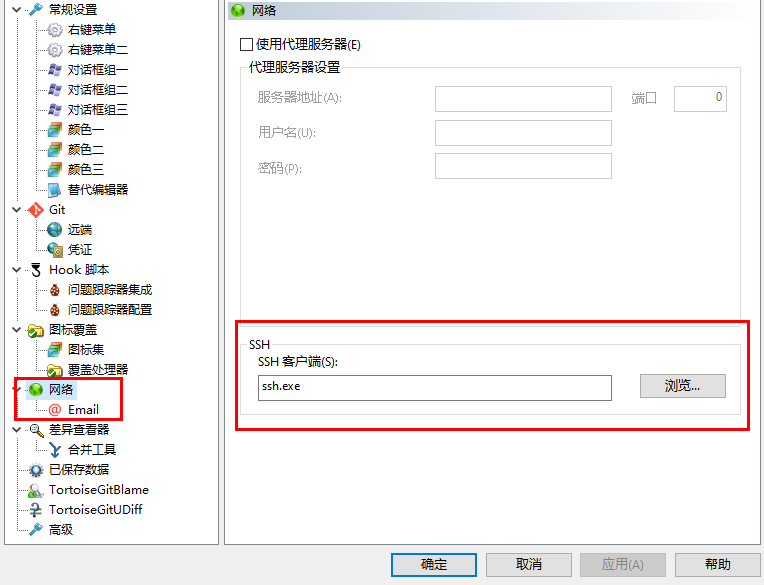 常规设置
右键菜单
右键菜单二
对话框组一
对话框组二
对话框组三
颜色一
颜色二
颜色三
替代编辑器
Git
远端
凭证
Hook 脚本
问题跟踪器集成
问题跟踪器配置
图标覆盖
图标集
覆盖处理器
网络
Email
差异查看器
合并工具
已保存数据
TortoiseGitBlame
TortoiseGitUDiff
高级
网络
使用代理服务器(E)
代理服务器设置
服务器地址(A):
端口
0
用户名(U):
密码(P):
SSH
SSH 客户端(S):
ssh.exe
浏览...
确定
取消
应用(A)
帮助